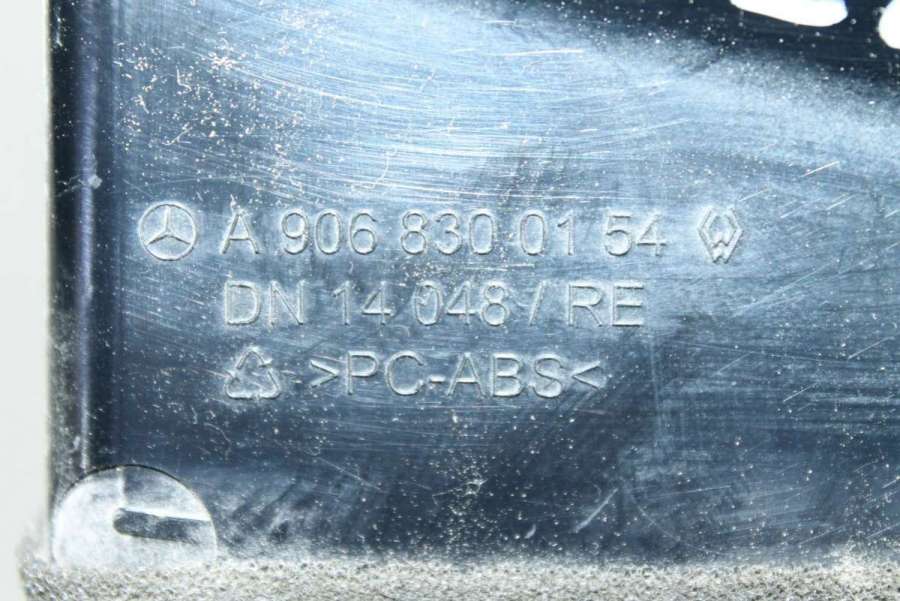 A 906 830 01 54
DN 14 048 / RE
>PC-ABS<